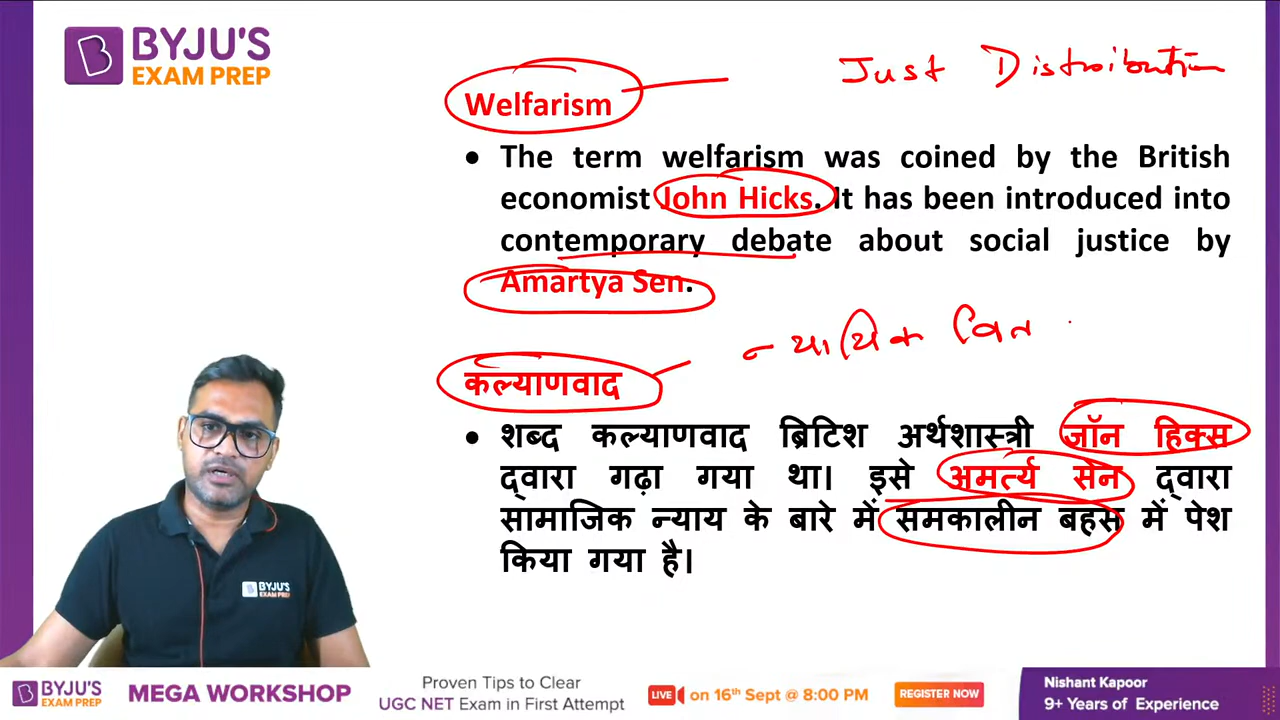 BYJU'S
EXAM PREP
Just Distribution
Welfarism
• The term welfarism was coined by the British
economist John Hicks. It has been introduced into
contemporary debate about social justice by
Amartya Sen.
न्यायिक वित
कल्याणवाद
• शब्द कल्याणवाद ब्रिटिश अर्थशास्त्री जॉन हिक्स
द्वारा गढ़ा गया था। इसे अमर्त्य सेन द्वारा
सामाजिक न्याय के बारे में समकालीन बहस में पेश
किया गया है।
BYJU'S
EXAM PREP
BYJU'S
EXAM PREP
MEGA WORKSHOP
Proven Tips to Clear
UGC NET Exam in First Attempt
LIVE on 16th Sept @ 8:00 PM
REGISTER NOW
Nishant Kapoor
9+ Years of Experience